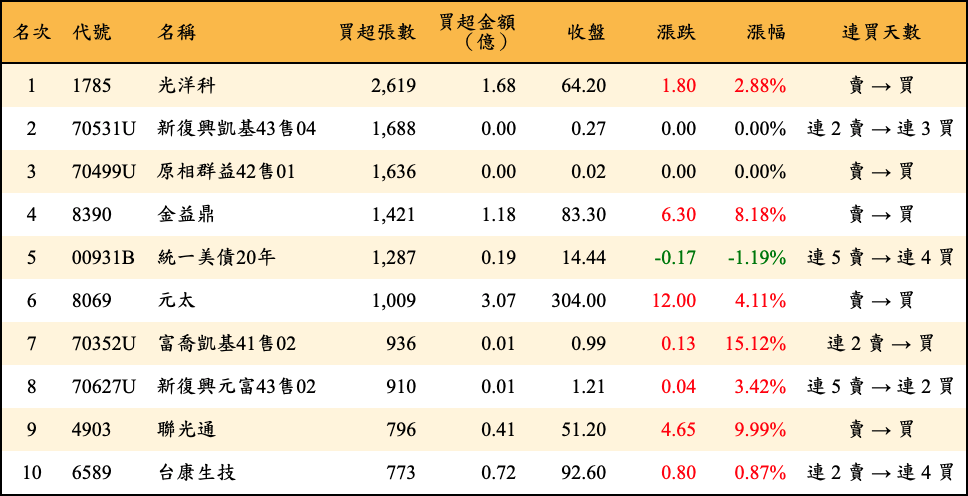 名次 代號 名稱 買超張數 買超金額（億） 收盤 漲跌 漲幅 連買天數
1 1785 光洋科 2,619 1.68 64.20 1.80 2.88% 賣 → 買
2 70531U 新復興凱基43售04 1,688 0.00 0.27 0.00 0.00% 連 2 賣 → 連 3 買
3 70499U 原相群益42售01 1,636 0.00 0.02 0.00 0.00% 賣 → 買
4 8390 金益鼎 1,421 1.18 83.30 6.30 8.18% 賣 → 買
5 00931B 統一美債20年 1,287 0.19 14.44 -0.17 -1.19% 連 5 賣 → 連 4 買
6 8069 元太 1,009 3.07 304.00 12.00 4.11% 賣 → 買
7 70352U 富喬凱基41售02 936 0.01 0.99 0.13 15.12% 連 2 賣 → 買
8 70627U 新復興元富43售02 910 0.01 1.21 0.04 3.42% 連 5 賣 → 連 2 買
9 4903 聯光通 796 0.41 51.20 4.65 9.99% 賣 → 買
10 6589 台康生技 773 0.72 92.60 0.80 0.87% 連 2 賣 → 連 4 買